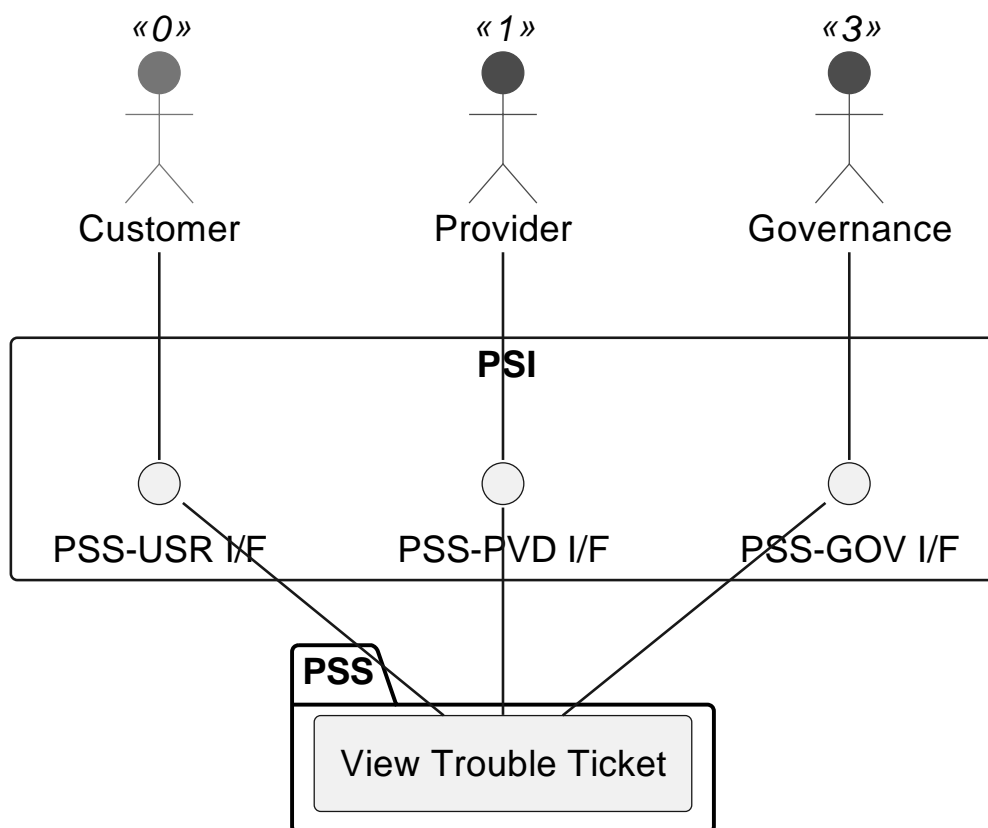 «0» «1» «3»
Customer Provider Governance
PSI
PSS-USR I/F PSS-PVD I/F PSS-GOV I/F
PSS
View Trouble Ticket